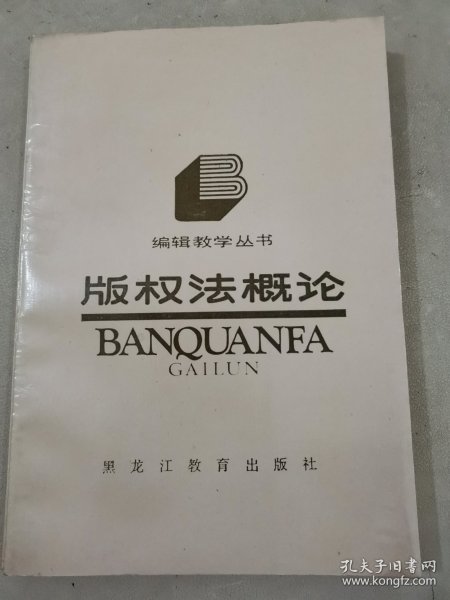 编辑教学丛书
版权法概论
BANQUANFA
GAILUN
黑龙江教育出版社
孔夫子旧书网
www.kongfz.com